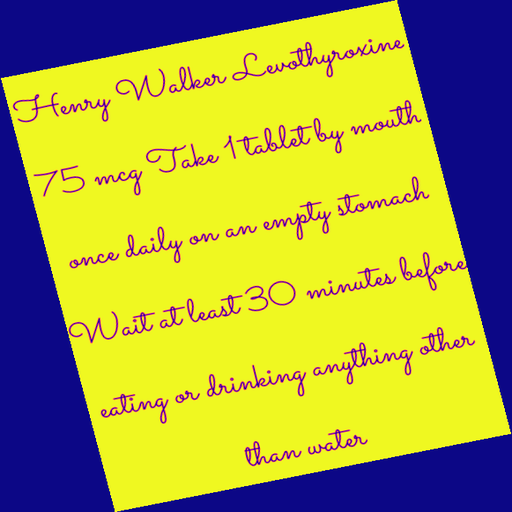 Henry Walker Levothyroxine
75 mcg Take 1 tablet by mouth
once daily on an empty stomach
Wait at least 30 minutes before
eating or drinking anything other
than water